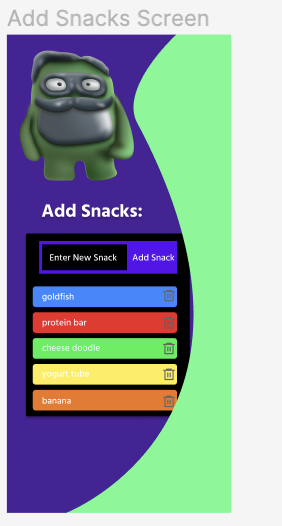 Add Snacks Screen
Add Snacks:
Enter New Snack Add Snack
goldfish
protein bar
cheese doodle
yogurt tube
banana